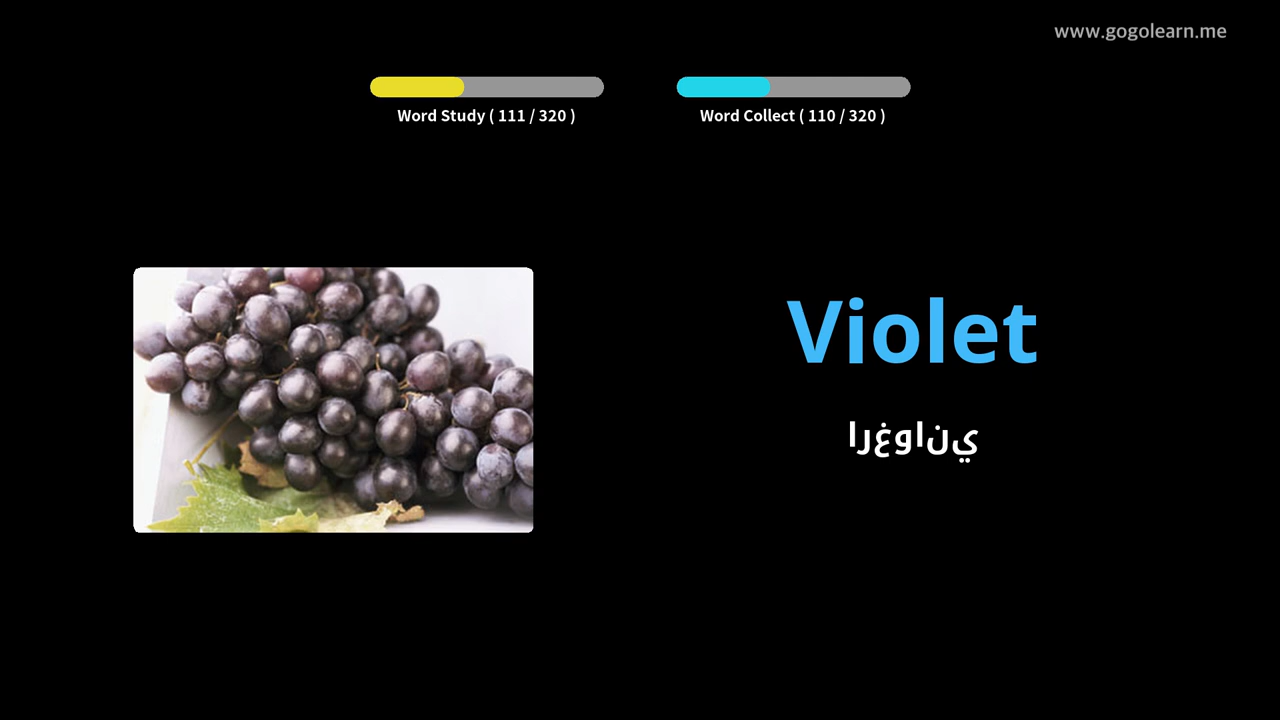 www.gogolearn.me
Word Study ( 111 / 320 )
Word Collect ( 110 / 320 )
Violet
ارغواني